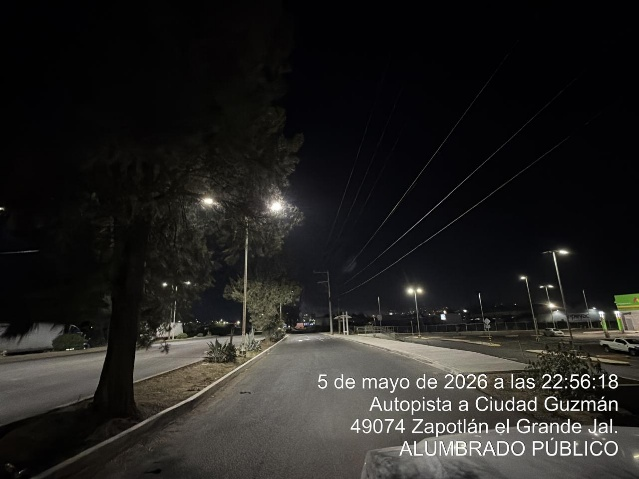 5 de mayo de 2026 a las 22:56:18
Autopista a Ciudad Guzmán
49074 Zapotlán el Grande Jal.
ALUMBRADO PÚBLICO